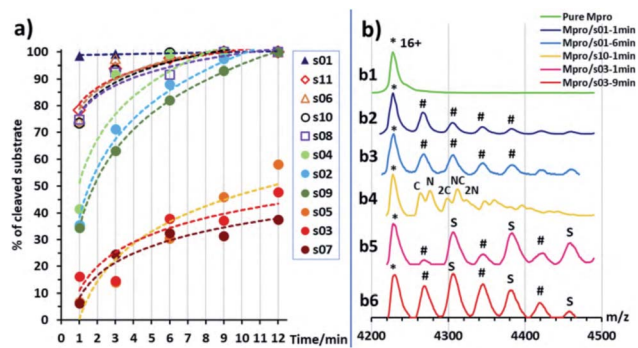 a)
% of cleaved substrate
100
90
80
70
60
50
40
30
20
10
0
0 1 2 3 4 5 6 7 8 9 10 11 12 Time/min
s01
s11
s06
s10
s08
s04
s02
s09
s05
s03
s07
b)
Pure Mpro
Mpro/s01-1min
Mpro/s01-6min
Mpro/s10-1min
Mpro/s03-1min
Mpro/s03-9min
b1 * 16+
b2 * # # # #
b3 * # # # #
b4 * C N 2C NC 2N
b5 * # S # S # S
b6 * # S # S # S
4200 4300 4400 4500 m/z